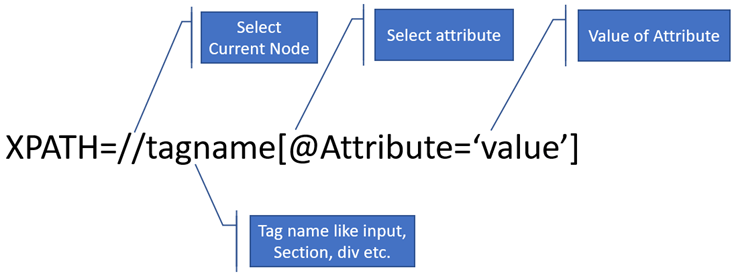 Select
Current Node
Select attribute
Value of Attribute
XPATH=//tagname[@Attribute=‘value’]
Tag name like input,
Section, div etc.